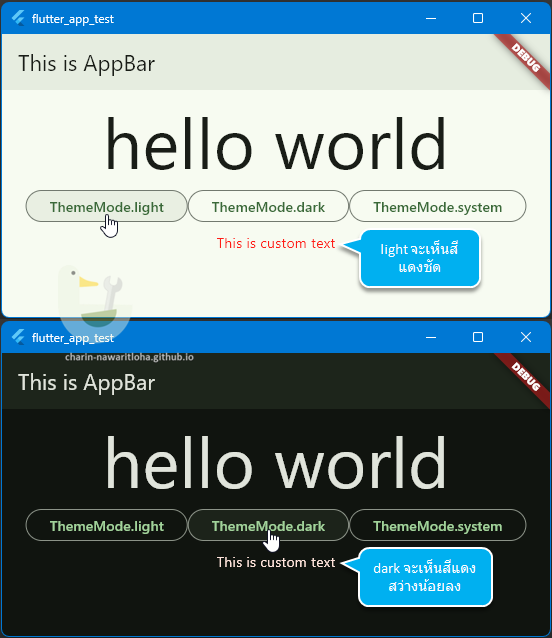 flutter_app_test
This is AppBar
DEBUG
hello world
ThemeMode.light ThemeMode.dark ThemeMode.system
This is custom text
light จะเห็นสี
แดงชัด
flutter_app_test
charin-nawaritloha.github.io
This is AppBar
DEBUG
hello world
ThemeMode.light ThemeMode.dark ThemeMode.system
This is custom text
dark จะเห็นสีแดง
สว่างน้อยลง